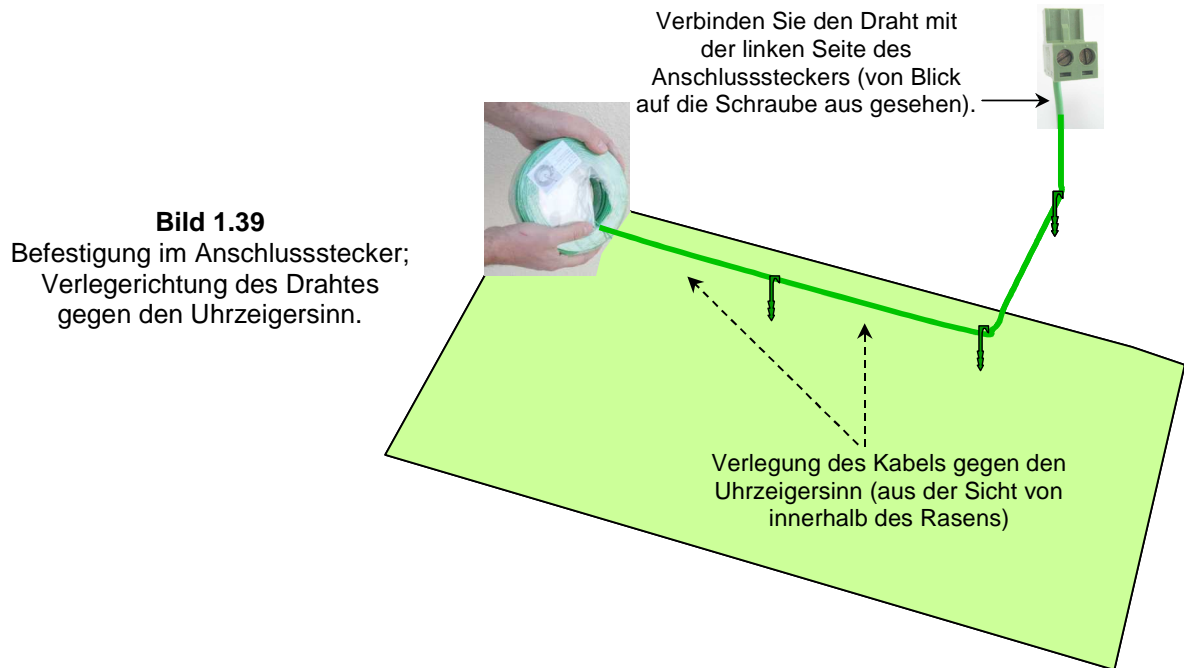 Verbinden Sie den Draht mit
der linken Seite des
Anschlusssteckers (von Blick
auf die Schraube aus gesehen).
Bild 1.39
Befestigung im Anschlussstecker;
Verlegerichtung des Drahtes
gegen den Uhrzeigersinn.
Verlegung des Kabels gegen den
Uhrzeigersinn (aus der Sicht von
innerhalb des Rasens)